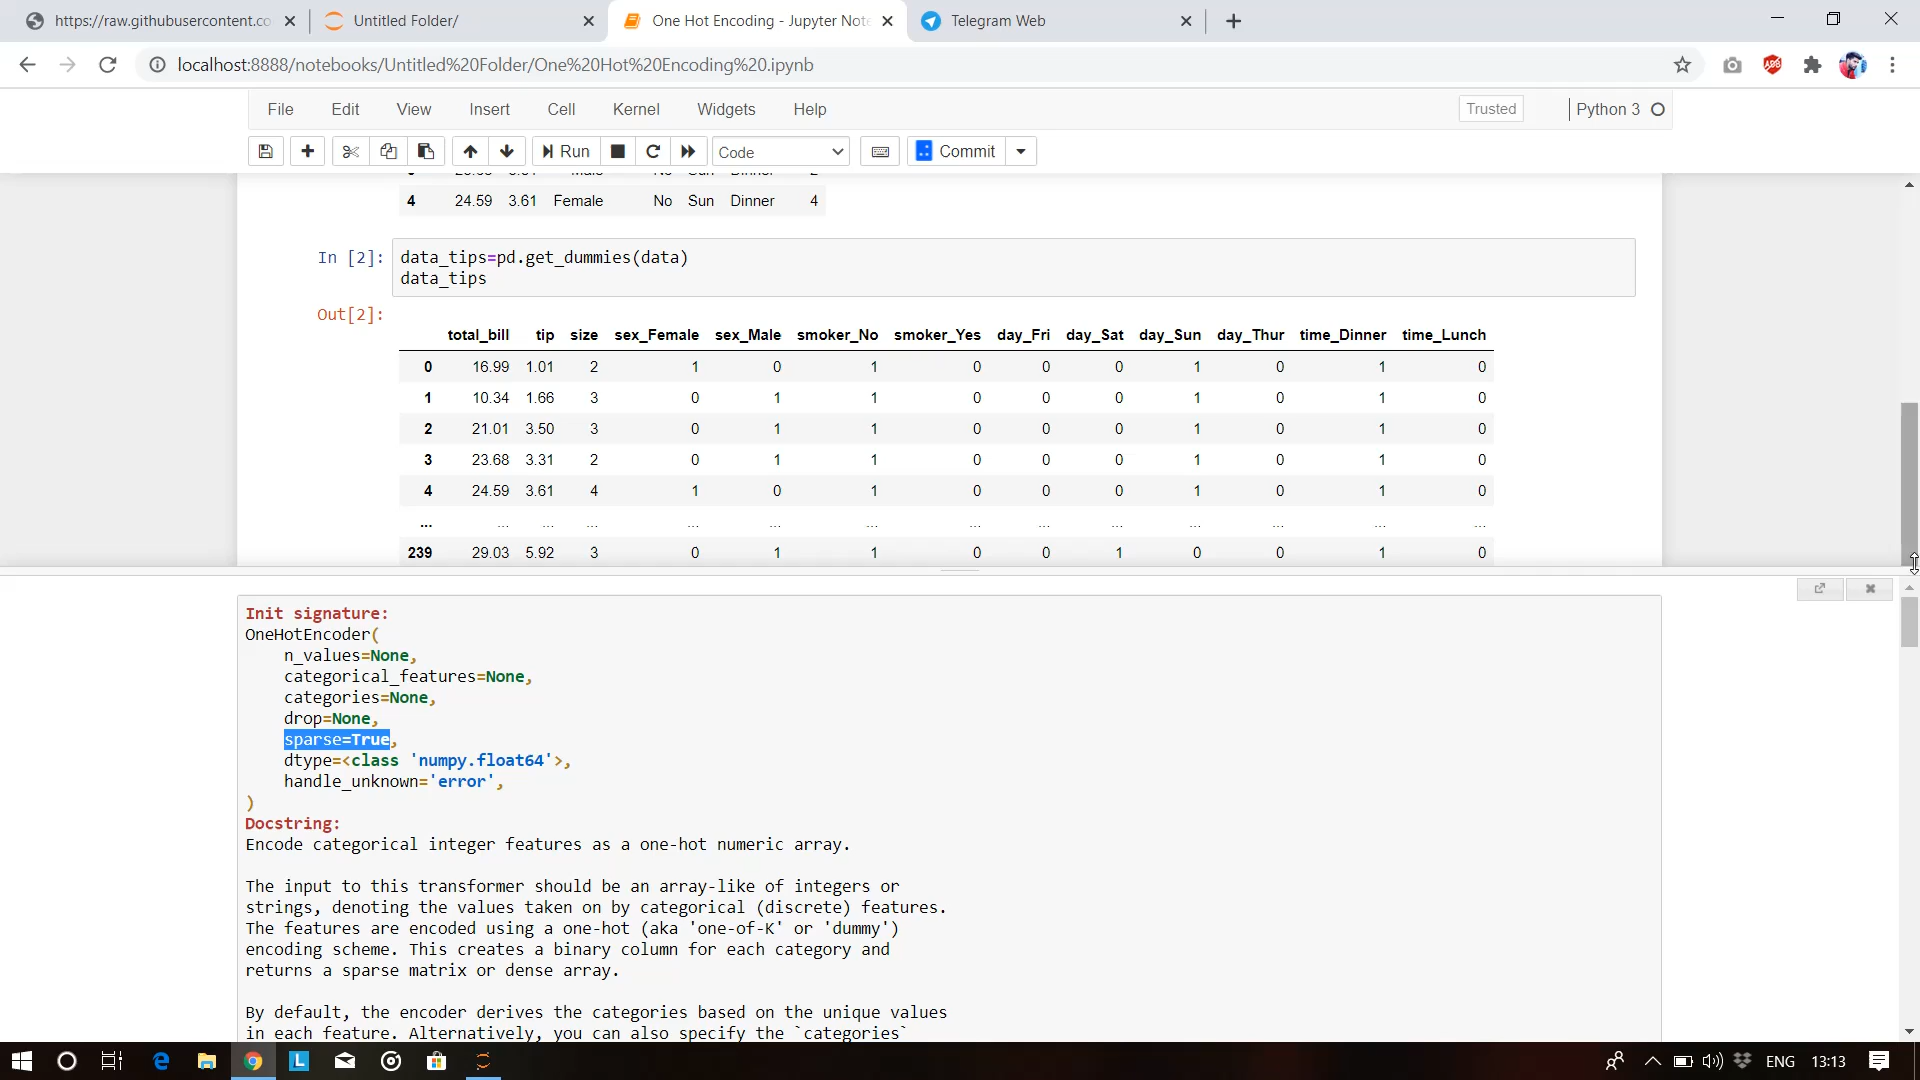 https://raw.githubusercontent.co
Untitled Folder/
One Hot Encoding - Jupyter Note
Telegram Web
localhost:8888/notebooks/Untitled%20Folder/One%20Hot%20Encoding%20.ipynb
File Edit View Insert Cell Kernel Widgets Help Trusted Python 3
Run Code Commit
4 24.59 3.61 Female No Sun Dinner 4
In [2]: data_tips=pd.get_dummies(data)
data_tips
Out[2]:
total_bill tip size sex_Female sex_Male smoker_No smoker_Yes day_Fri day_Sat day_Sun day_Thur time_Dinner time_Lunch
0 16.99 1.01 2 1 0 1 0 0 0 1 0 1 0
1 10.34 1.66 3 0 1 1 0 0 0 1 0 1 0
2 21.01 3.50 3 0 1 1 0 0 0 1 0 1 0
3 23.68 3.31 2 0 1 1 0 0 0 1 0 1 0
4 24.59 3.61 4 1 0 1 0 0 0 1 0 1 0
... ... ... ... ... ... ... ... ... ... ... ... ... ...
239 29.03 5.92 3 0 1 1 0 0 1 0 0 1 0
Init signature:
OneHotEncoder(
n_values=None,
categorical_features=None,
categories=None,
drop=None,
sparse=True,
dtype=<class 'numpy.float64'>,
handle_unknown='error',
)
Docstring:
Encode categorical integer features as a one-hot numeric array.
The input to this transformer should be an array-like of integers or
strings, denoting the values taken on by categorical (discrete) features.
The features are encoded using a one-hot (aka 'one-of-K' or 'dummy')
encoding scheme. This creates a binary column for each category and
returns a sparse matrix or dense array.
By default, the encoder derives the categories based on the unique values
in each feature. Alternatively, you can also specify the `categories`
ENG 13:13